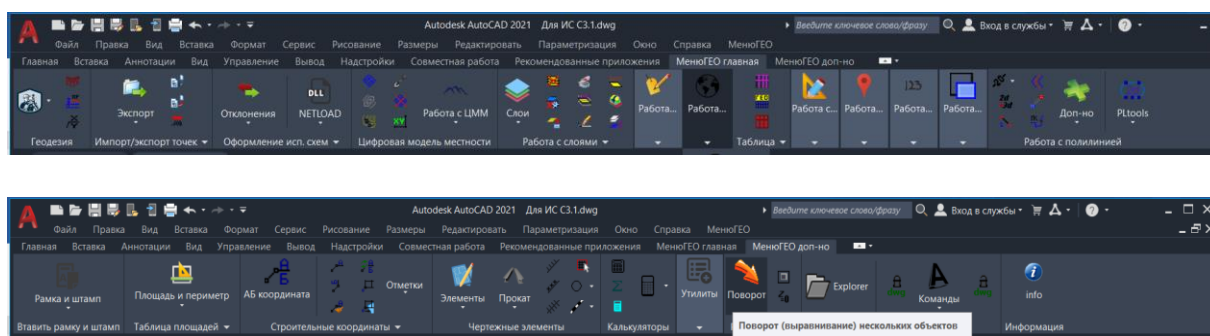 Autodesk AutoCAD 2021 Для ИС С3.1.dwg Введите ключевое слово/фразу Вход в службы
Файл Правка Вид Вставка Формат Сервис Рисование Размеры Редактировать Параметризация Окно Справка МенюГЕО
Главная Вставка Аннотации Вид Управление Вывод Надстройки Совместная работа Рекомендованные приложения МенюГЕО главная МенюГЕО доп-но
DLL ГЕО 123
XY
Экспорт Отклонения NETLOAD Работа с ЦММ Слои Работа... Работа... Работа с... Работа... Работа... Работа... Доп-но PLtools
Геодезия Импорт/экспорт точек Оформление исп. схем Цифровая модель местности Работа с слоями Таблица Работа с полилинией
Autodesk AutoCAD 2021 Для ИС С3.1.dwg Введите ключевое слово/фразу Вход в службы
Файл Правка Вид Вставка Формат Сервис Рисование Размеры Редактировать Параметризация Окно Справка МенюГЕО
Главная Вставка Аннотации Вид Управление Вывод Надстройки Совместная работа Рекомендованные приложения МенюГЕО главная МенюГЕО доп-но
Рамка и штамп Площадь и периметр АБ координата Отметки Элементы Прокат Утилиты Поворот Explorer dwg Команды dwg info
Вставить рамку и штамп Таблица площадей Строительные координаты Чертежные элементы Калькуляторы Информация
Поворот (выравнивание) нескольких объектов